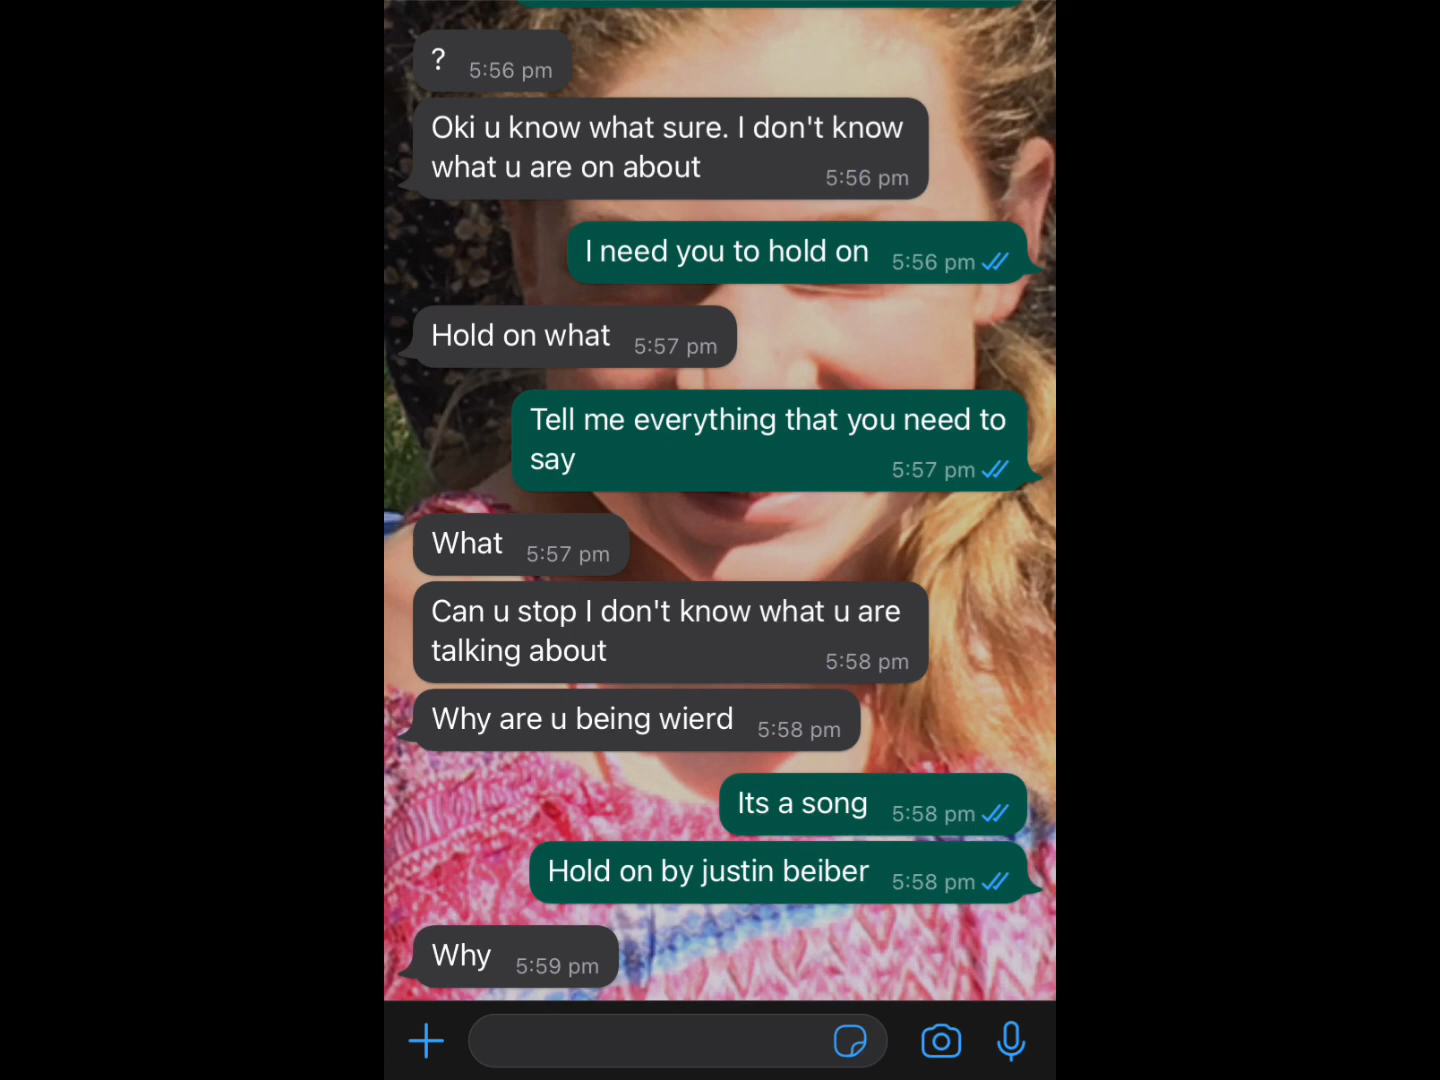 ?
5:56 pm
Oki u know what sure. I don't know
what u are on about
5:56 pm
I need you to hold on
5:56 pm
Hold on what
5:57 pm
Tell me everything that you need to
say
5:57 pm
What
5:57 pm
Can u stop I don't know what u are
talking about
5:58 pm
Why are u being wierd
5:58 pm
Its a song
5:58 pm
Hold on by justin beiber
5:58 pm
Why
5:59 pm